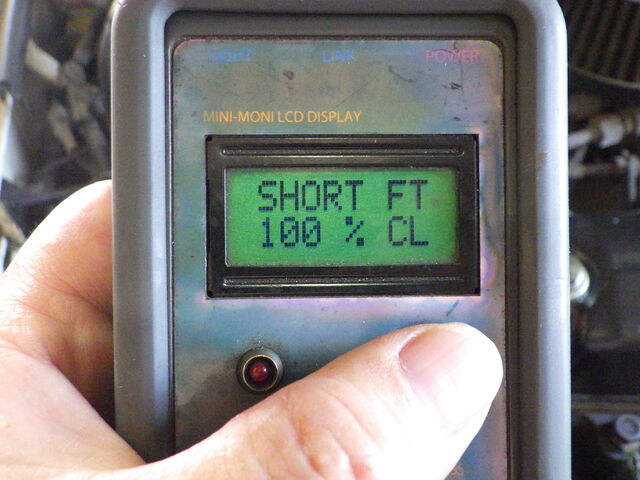 LIGHT LINK POWER
MINI-MONI LCD DISPLAY
SHORT FT
100 % CL